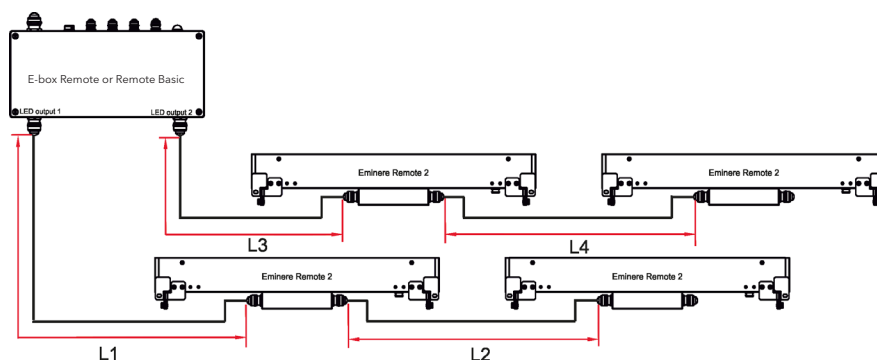 E-box Remote or Remote Basic
LED output 1
LED output 2
Eminere Remote 2
Eminere Remote 2
L3
L4
Eminere Remote 2
Eminere Remote 2
L1
L2